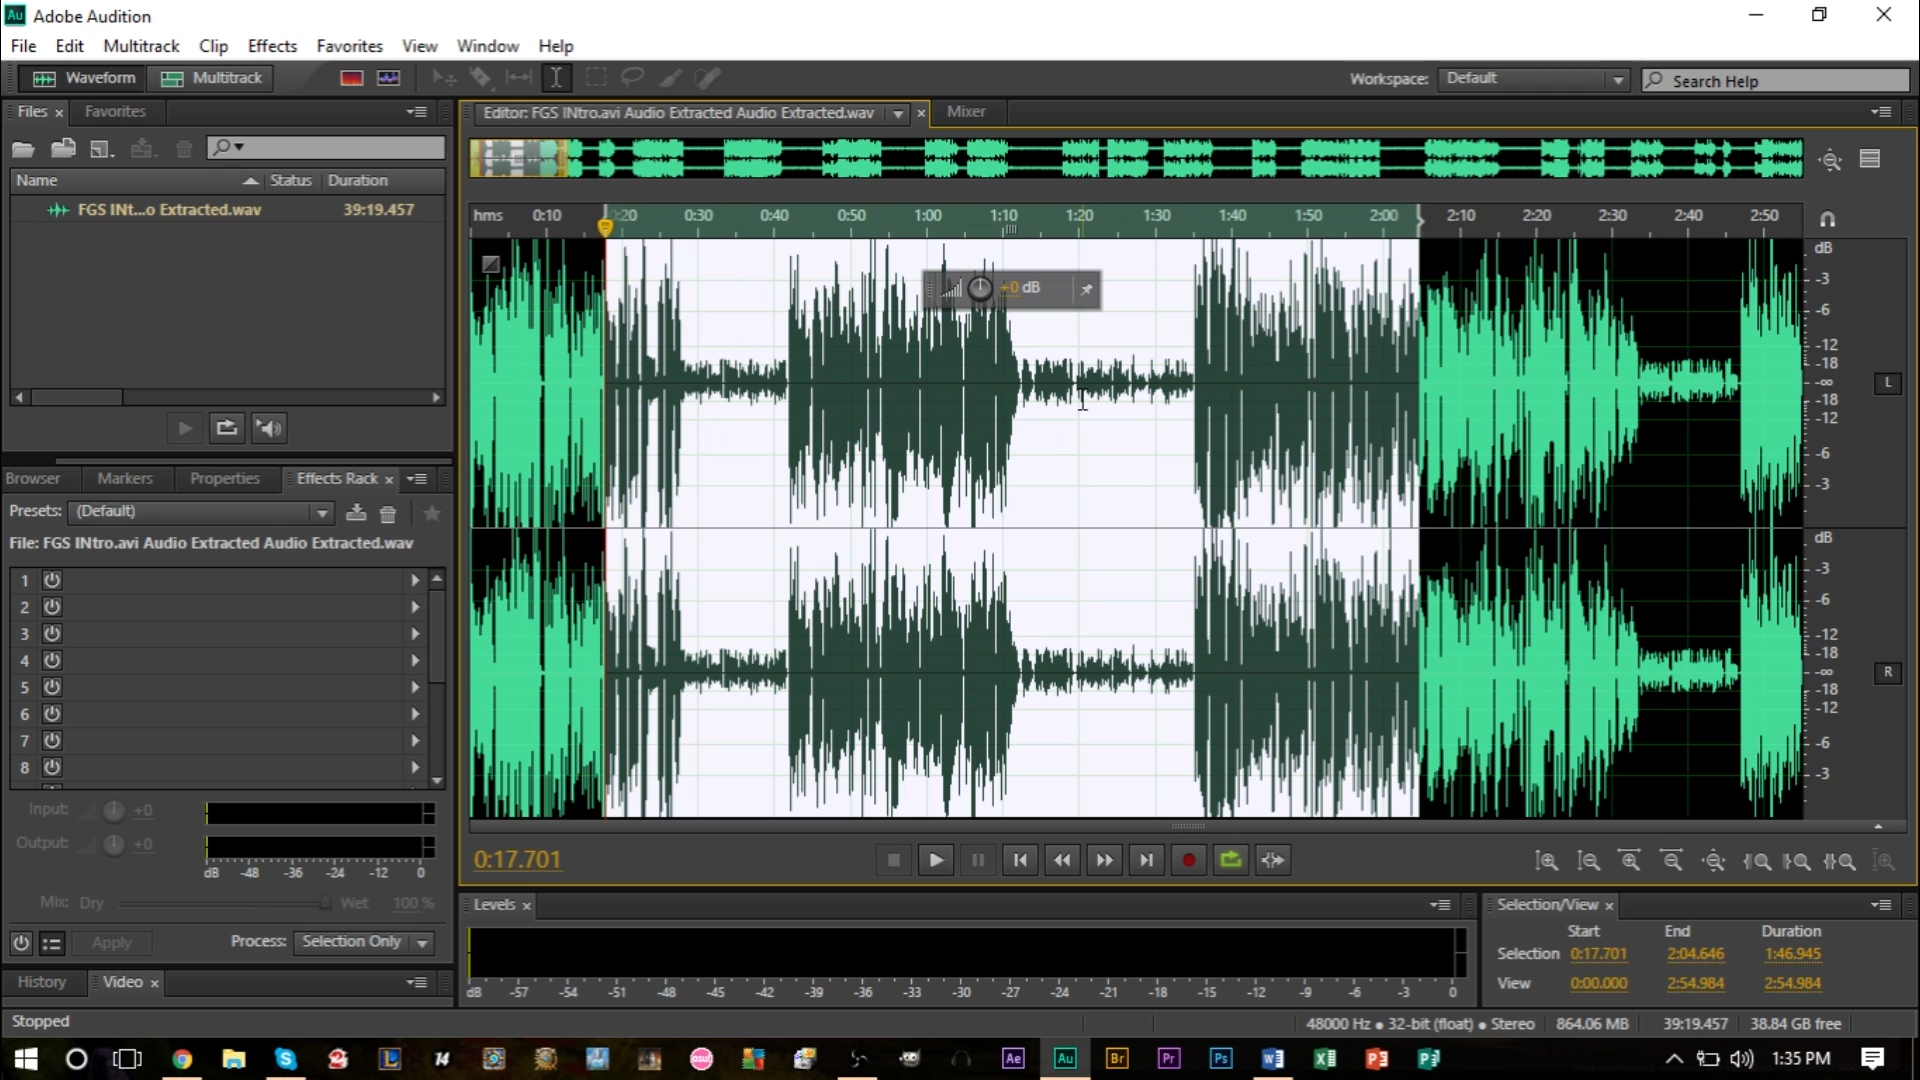 Au Adobe Audition
File Edit Multitrack Clip Effects Favorites View Window Help
Waveform Multitrack Workspace: Default Search Help
Files Favorites
Editor: FGS INtro.avi Audio Extracted Audio Extracted.wav Mixer
Name Status Duration
FGS INt...o Extracted.wav 39:19.457
hms 0:10 0:20 0:30 0:40 0:50 1:00 1:10 1:20 1:30 1:40 1:50 2:00 2:10 2:20 2:30 2:40 2:50
+0 dB
dB
-3
-6
-12
-18
-∞
-18
-12
-6
-3
L
dB
-3
-6
-12
-18
-∞
-18
-12
-6
-3
R
Browser Markers Properties Effects Rack
Presets: (Default)
File: FGS INtro.avi Audio Extracted Audio Extracted.wav
1
2
3
4
5
6
7
8
Input: +0
Output: +0
dB -48 -36 -24 -12 0
Mix: Dry Wet 100 %
Apply Process: Selection Only
History Video
0:17.701
Levels
dB -57 -54 -51 -48 -45 -42 -39 -36 -33 -30 -27 -24 -21 -18 -15 -12 -9 -6 -3 0
Selection/View
Start End Duration
Selection 0:17.701 2:04.646 1:46.945
View 0:00.000 2:54.984 2:54.984
Stopped
48000 Hz ● 32-bit (float) ● Stereo 864.06 MB 39:19.457 38.84 GB free
14 osu! Ae Au Br Pr Ps 1:35 PM